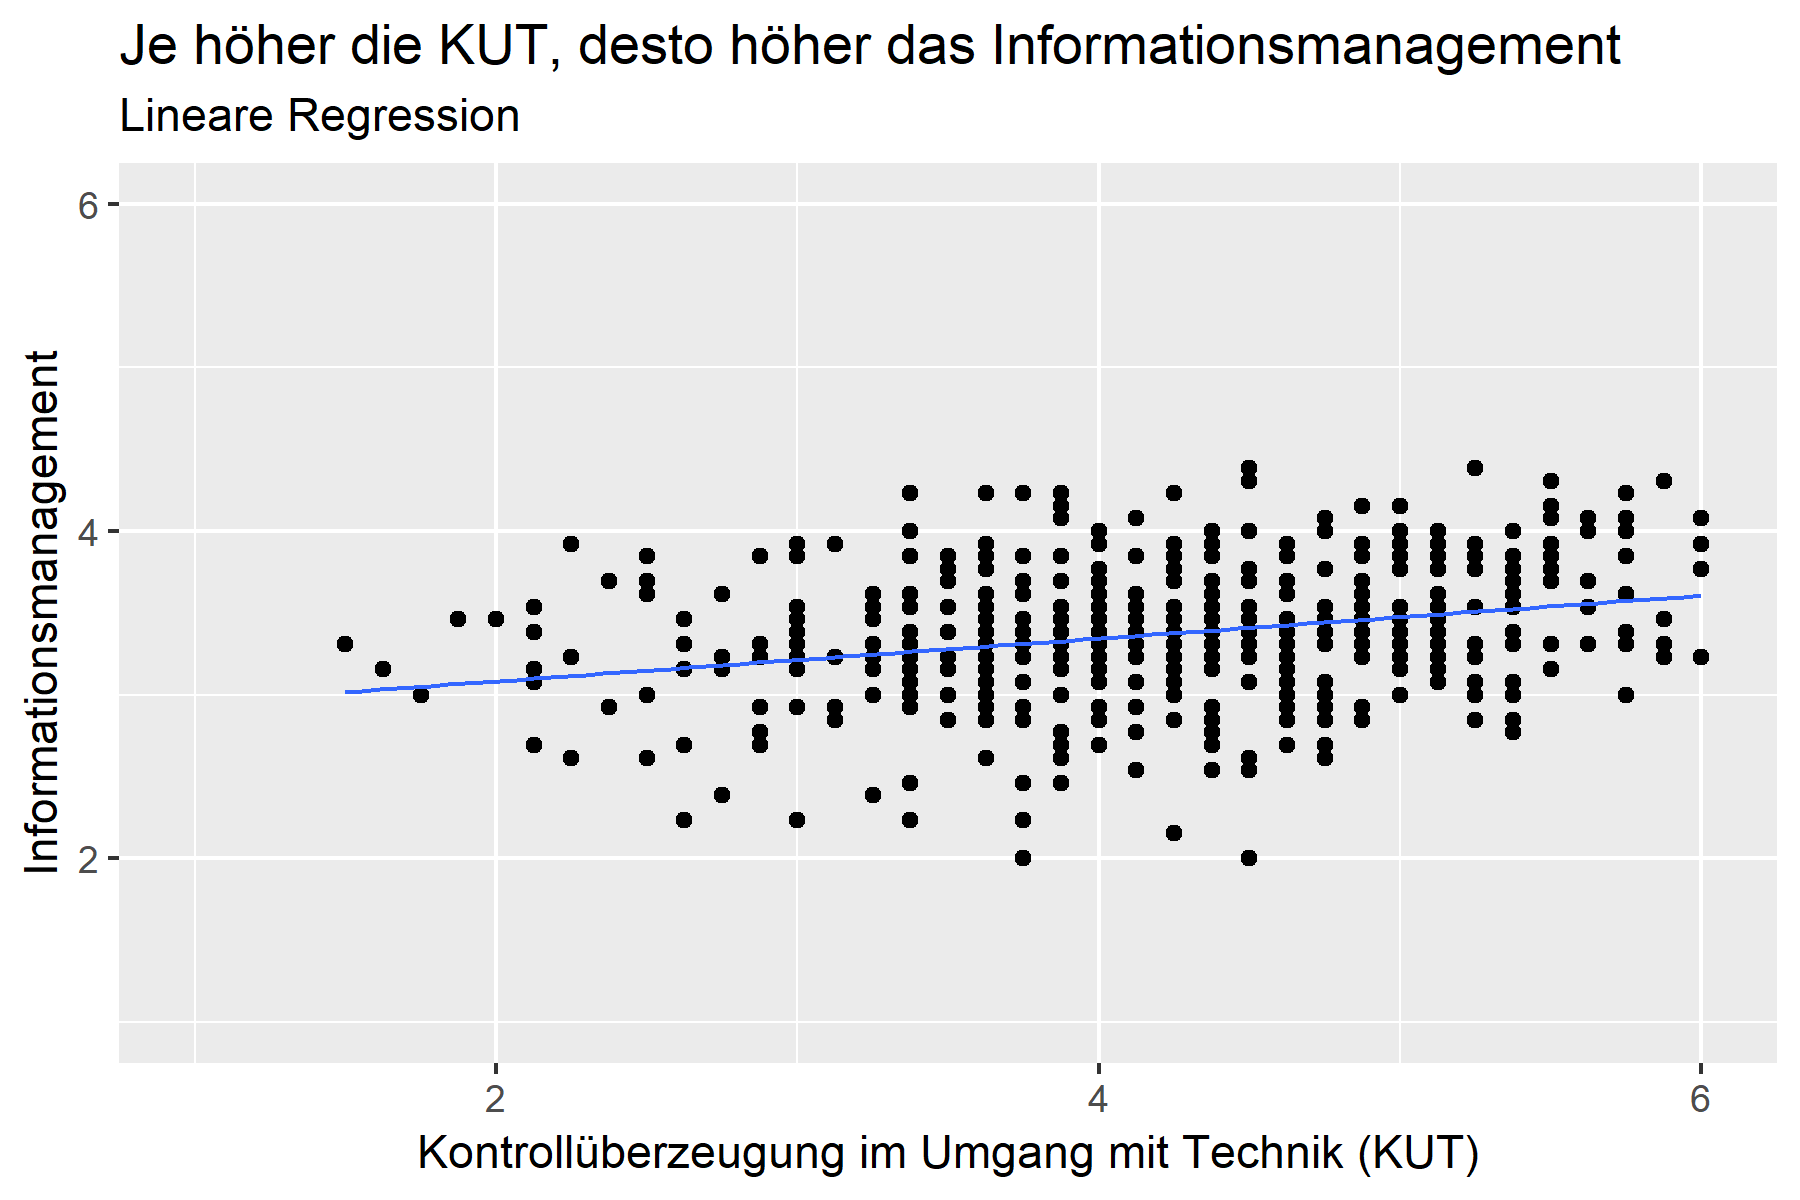 Je höher die KUT, desto höher das Informationsmanagement
Lineare Regression
Informationsmanagement
6
4
2
2
4
6
Kontrollüberzeugung im Umgang mit Technik (KUT)